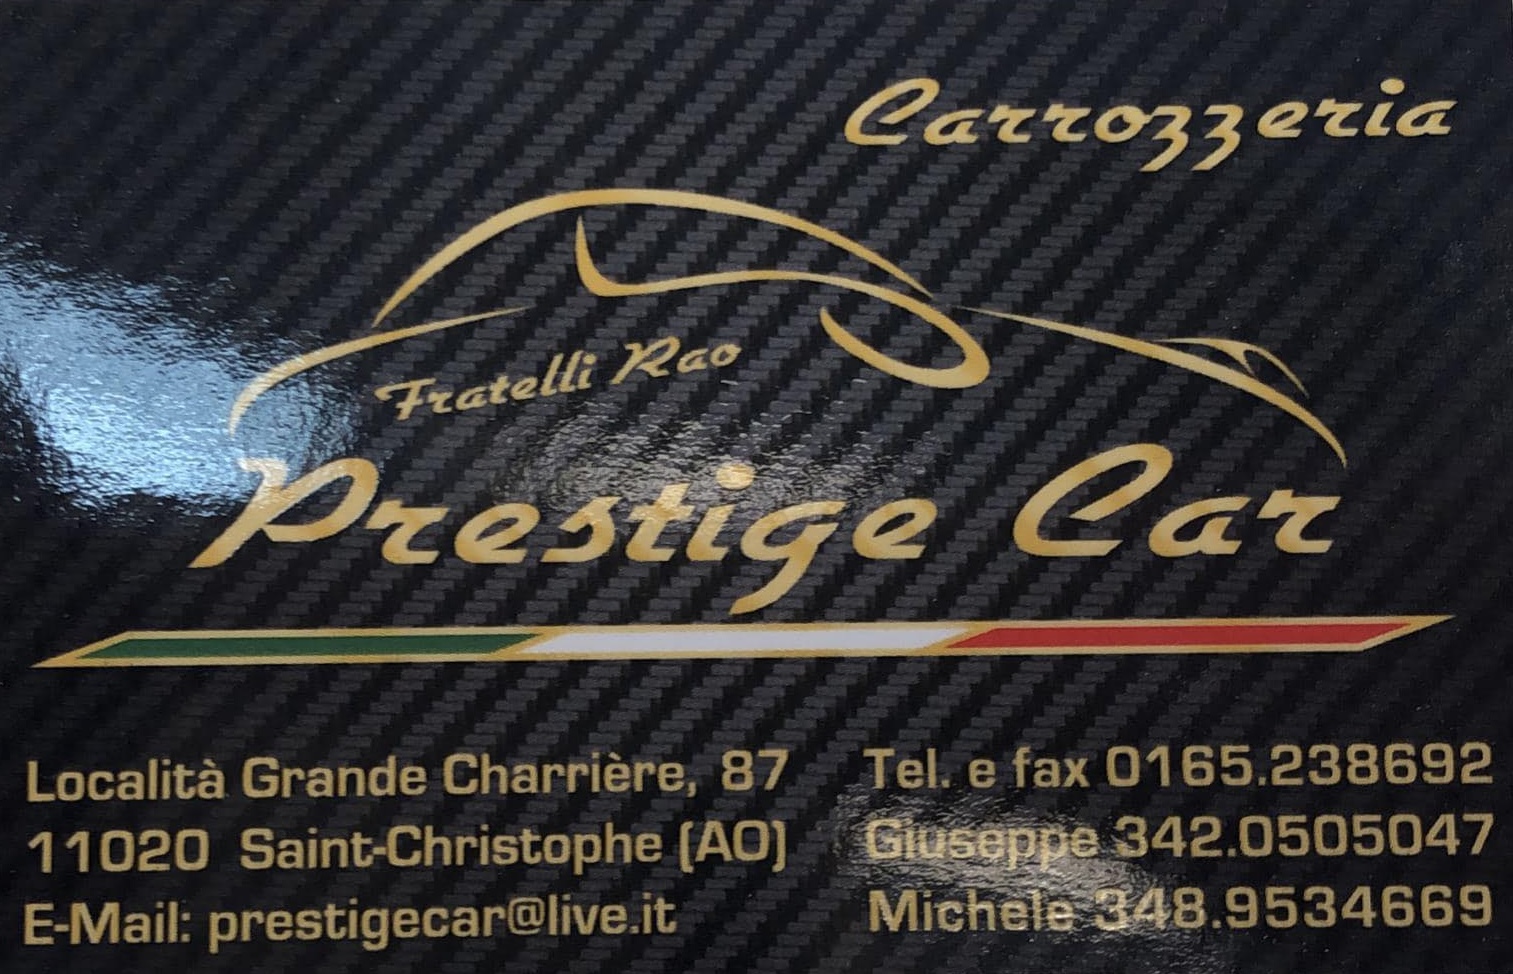 Carrozzeria
Fratelli Rao
Prestige Car
Località Grande Charrière, 87
11020 Saint-Christophe (AO)
E-Mail: prestigecar@live.it
Tel. e fax 0165.238692
Giuseppe 342.0505047
Michele 348.9534669